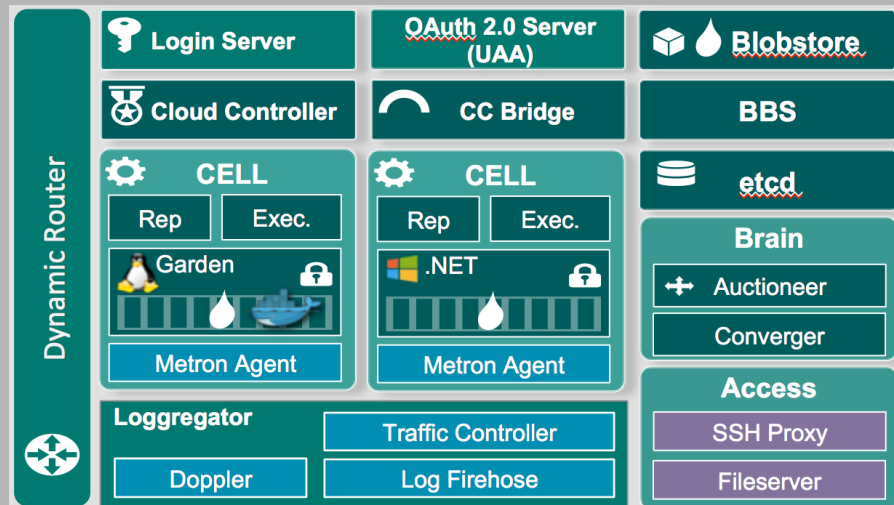 Dynamic Router
Login Server
OAuth 2.0 Server
(UAA)
Blobstore
Cloud Controller
CC Bridge
BBS
CELL
Rep
Exec.
Garden
Metron Agent
CELL
Rep
Exec.
.NET
Metron Agent
etcd
Brain
Auctioneer
Converger
Loggregator
Traffic Controller
Doppler
Log Firehose
Access
SSH Proxy
Fileserver